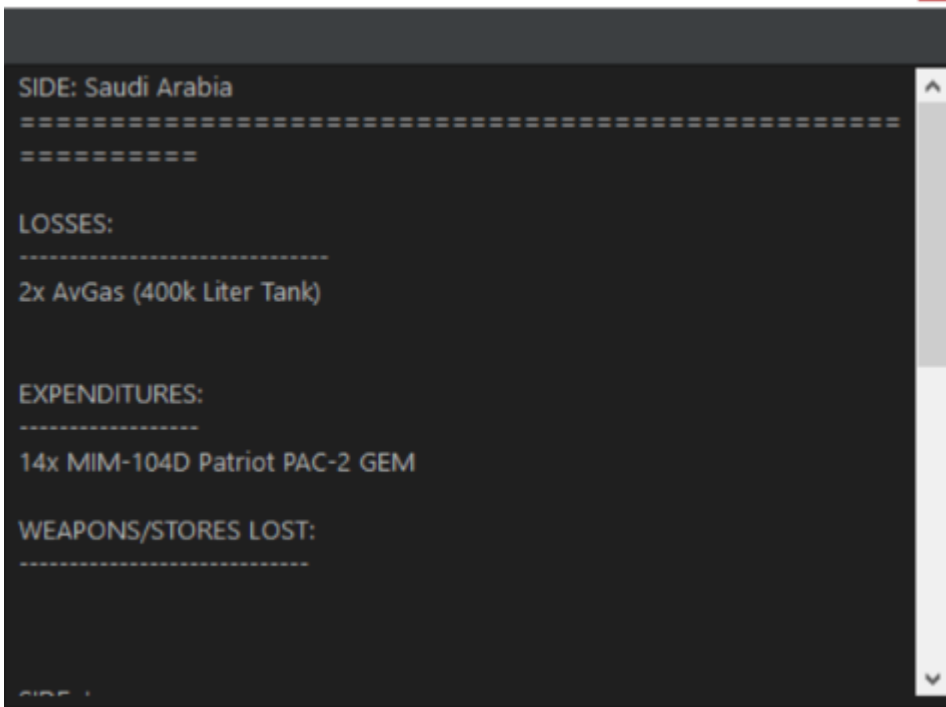 SIDE: Saudi Arabia
=================================================
==========
LOSSES:
-------------------------------
2x AvGas (400k Liter Tank)
EXPENDITURES:
------------------
14x MIM-104D Patriot PAC-2 GEM
WEAPONS/STORES LOST:
-----------------------------